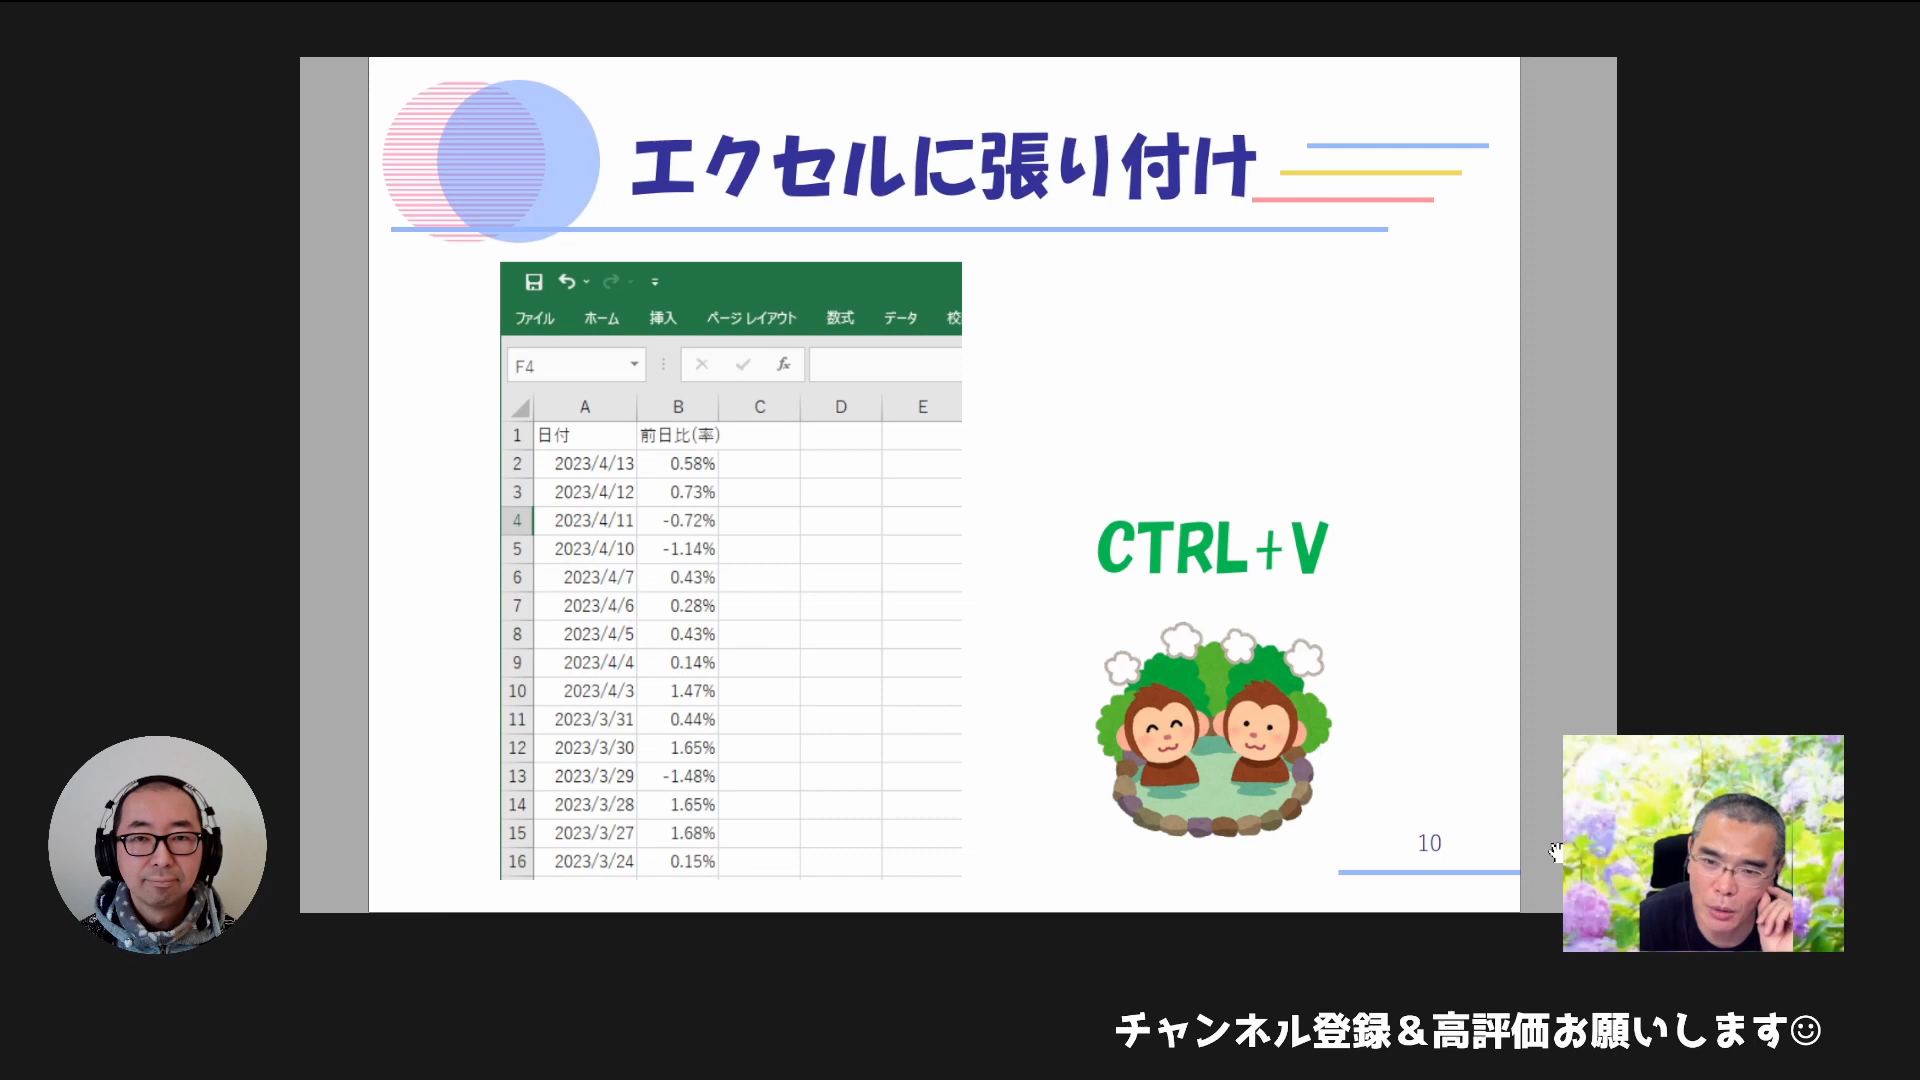 エクセルに張り付け
ファイル ホーム 挿入 ページ レイアウト 数式 データ 校
F4 fx
A B C D E
1 日付 前日比(率)
2 2023/4/13 0.58%
3 2023/4/12 0.73%
4 2023/4/11 -0.72%
5 2023/4/10 -1.14%
6 2023/4/7 0.43%
7 2023/4/6 0.28%
8 2023/4/5 0.43%
9 2023/4/4 0.14%
10 2023/4/3 1.47%
11 2023/3/31 0.44%
12 2023/3/30 1.65%
13 2023/3/29 -1.48%
14 2023/3/28 1.65%
15 2023/3/27 1.68%
16 2023/3/24 0.15%
CTRL+V
10
チャンネル登録&高評価お願いします☺